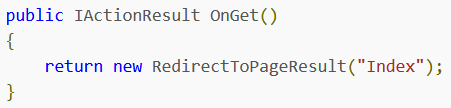 public IActionResult OnGet()
{
    return new RedirectToPageResult("Index");
}